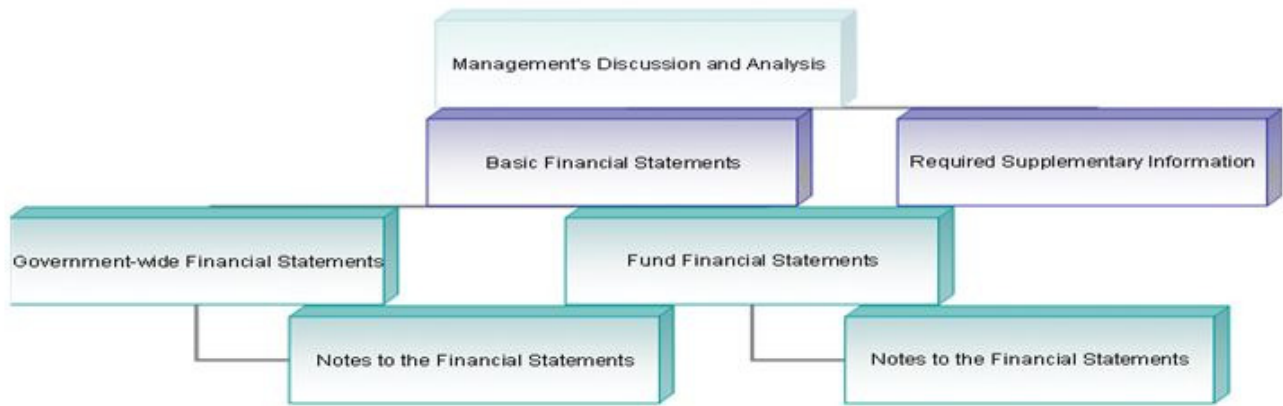 Management's Discussion and Analysis
Basic Financial Statements
Required Supplementary Information
Government-wide Financial Statements
Fund Financial Statements
Notes to the Financial Statements
Notes to the Financial Statements